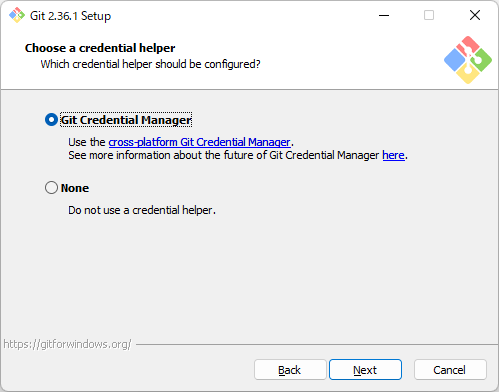 Git 2.36.1 Setup
Choose a credential helper
Which credential helper should be configured?
Git Credential Manager
Use the cross-platform Git Credential Manager.
See more information about the future of Git Credential Manager here.
None
Do not use a credential helper.
https://gitforwindows.org/
Back Next Cancel